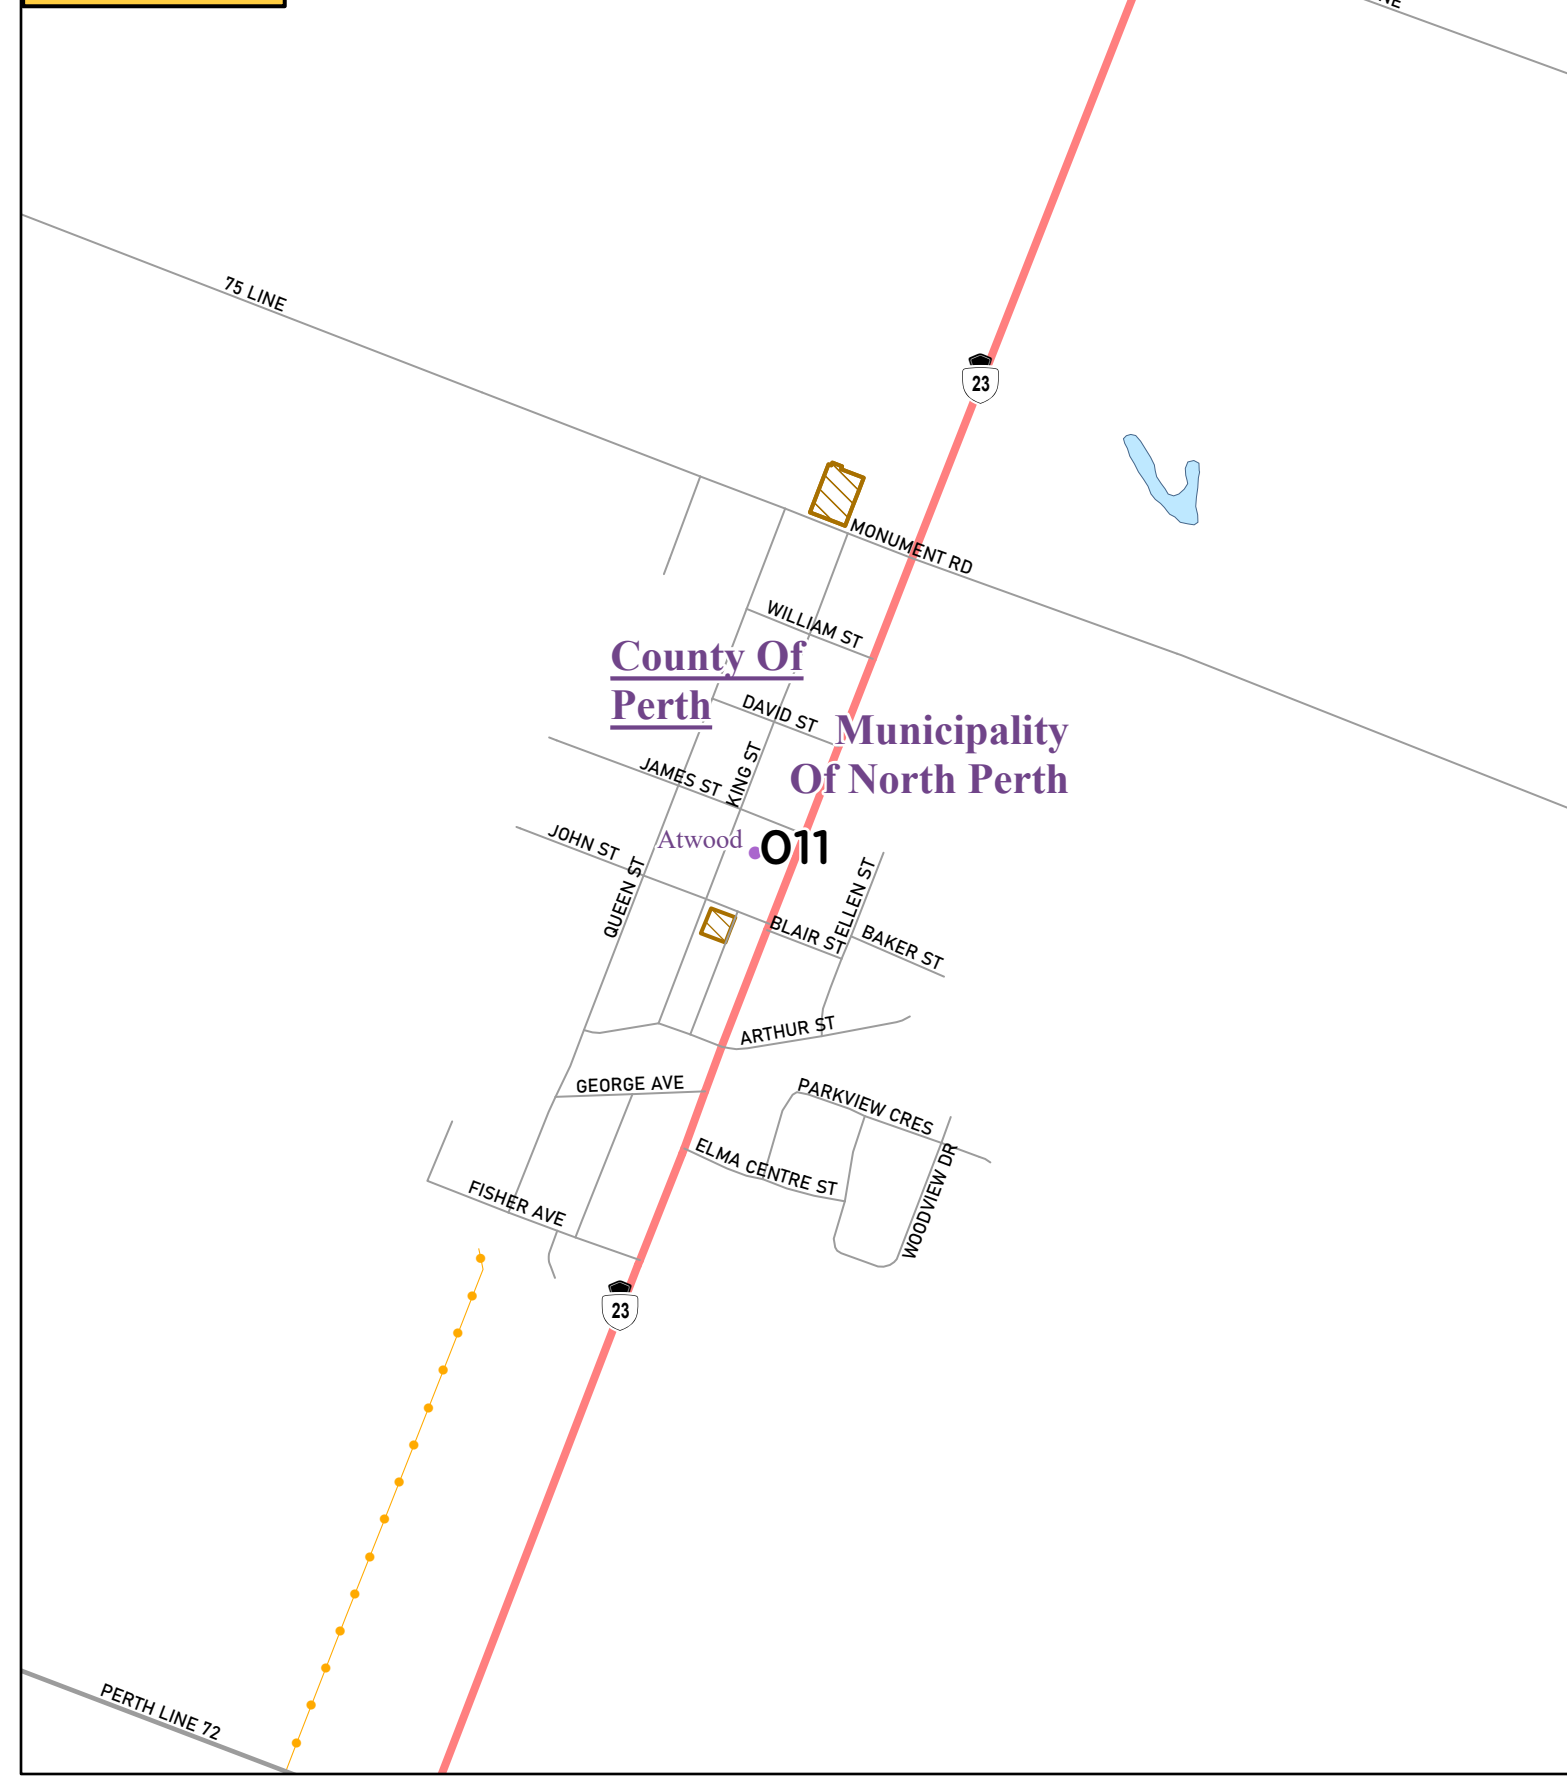 75 LINE
23
MONUMENT RD
WILLIAM ST
County Of
Perth
DAVID ST
Municipality
Of North Perth
KING ST
JAMES ST
JOHN ST
Atwood
011
QUEEN ST
ELLEN ST
BLAIR ST
BAKER ST
ARTHUR ST
GEORGE AVE
PARKVIEW CRES
ELMA CENTRE ST
WOODVIEW DR
FISHER AVE
23
PERTH LINE 72